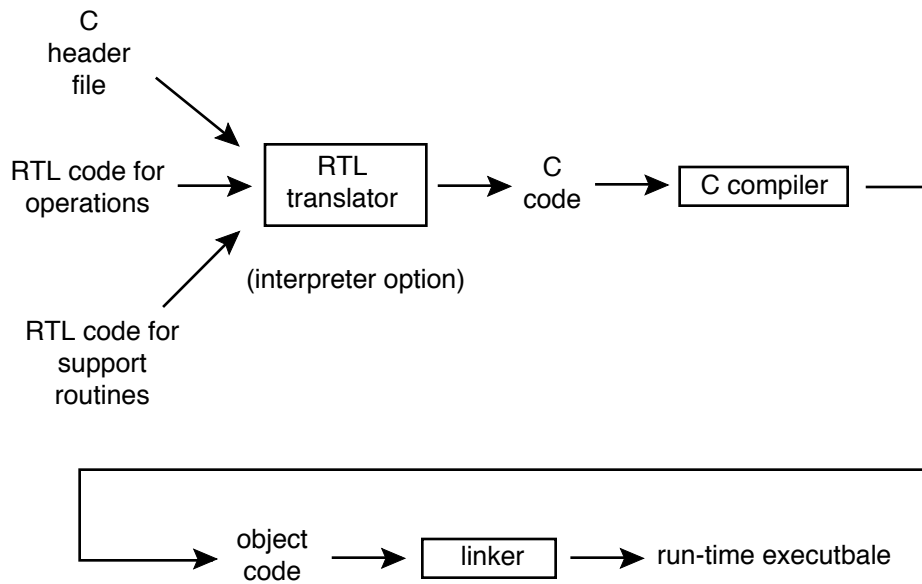 C
header
file
RTL code for
operations
RTL code for
support
routines
RTL
translator
(interpreter option)
C
code
C compiler
object
code
linker
run-time executbale